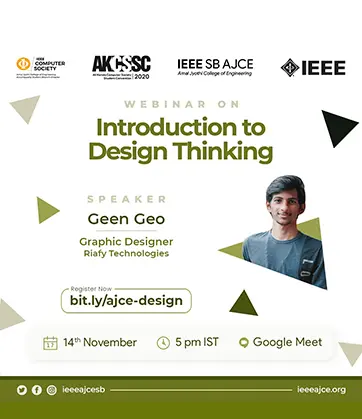 IEEE
COMPUTER
SOCIETY
AKCSSC
2020
IEEE SB AJCE
Amal Jyothi College of Engineering
IEEE
WEBINAR ON
Introduction to
Design Thinking
SPEAKER
Geen Geo
Graphic Designer
Riafy Technologies
Register Now
bit.ly/ajce-design
14th November
5 pm IST
Google Meet
ieeeajcesb
ieeeajce.org